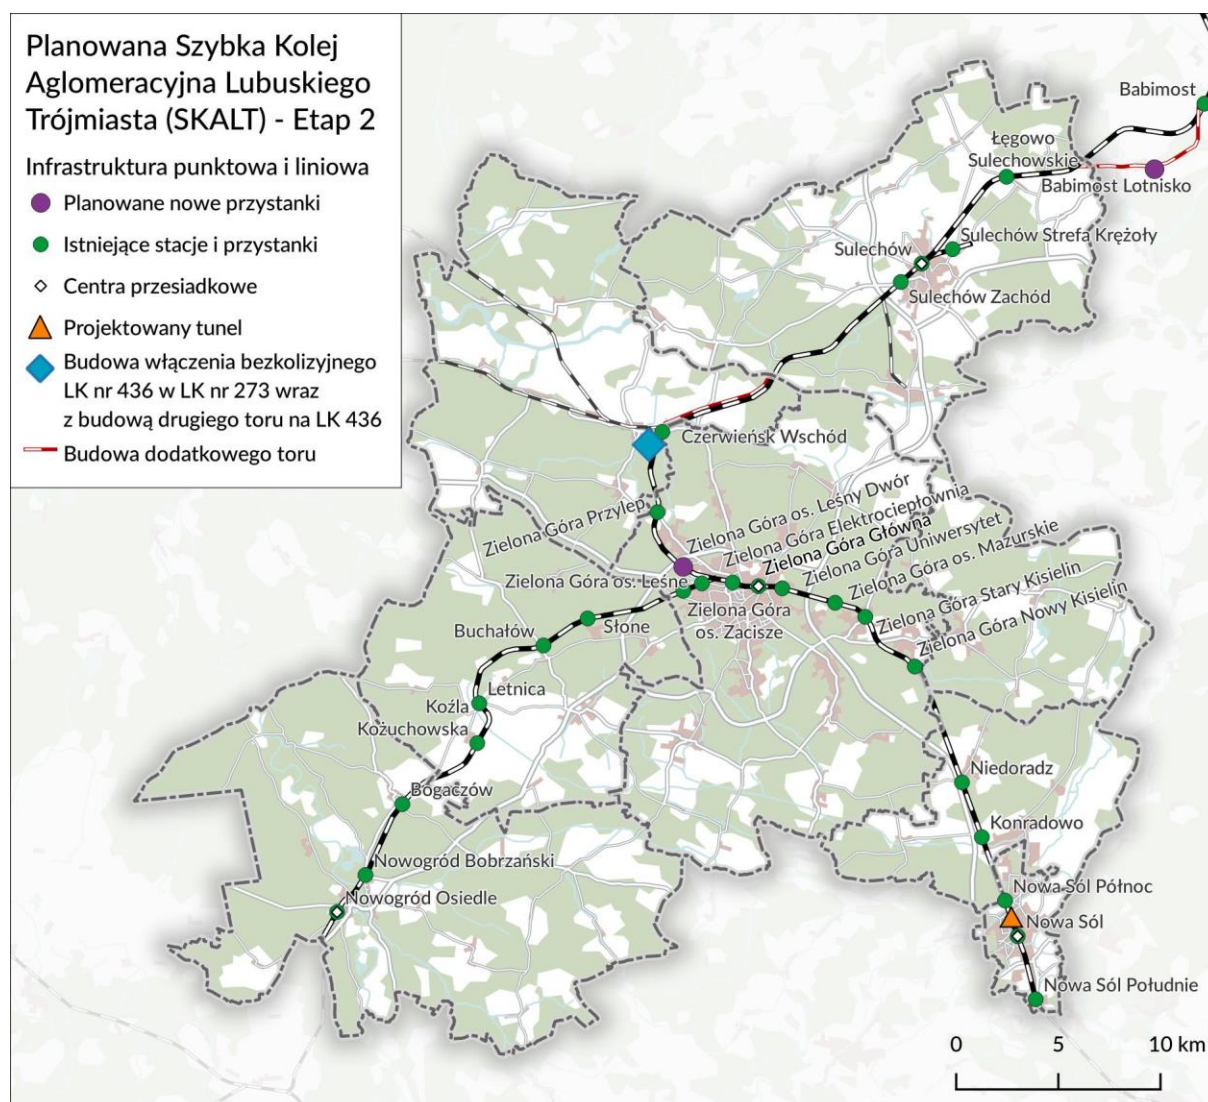 Planowana Szybka Kolej
Aglomeracyjna Lubuskiego
Trójmiasta (SKALT) - Etap 2
Infrastruktura punktowa i liniowa
Planowane nowe przystanki
Istniejące stacje i przystanki
Centra przesiadkowe
Projektowany tunel
Budowa włączenia bezkolizyjnego
LK nr 436 w LK nr 273 wraz
z budową drugiego toru na LK 436
Budowa dodatkowego toru
Babimost
Łęgowo
Sulechowskie
Babimost Lotnisko
Sulechów Strefa Krężoły
Sulechów
Sulechów Zachód
Czerwieńsk Wschód
Zielona Góra Przylep
Zielona Góra os. Leśny Dwór
Zielona Góra Elektrociepłownia
Zielona Góra Główna
Zielona Góra Uniwersytet
Zielona Góra os. Mazurskie
Zielona Góra Stary Kisielin
Zielona Góra Nowy Kisielin
Zielona Góra os. Leśne
Zielona Góra
os. Zacisze
Słone
Buchałów
Letnica
Koźla
Kożuchowska
Bogaczów
Nowogród Bobrzański
Nowogród Osiedle
Niedoradz
Konradowo
Nowa Sól Północ
Nowa Sól
Nowa Sól Południe
0 5 10 km